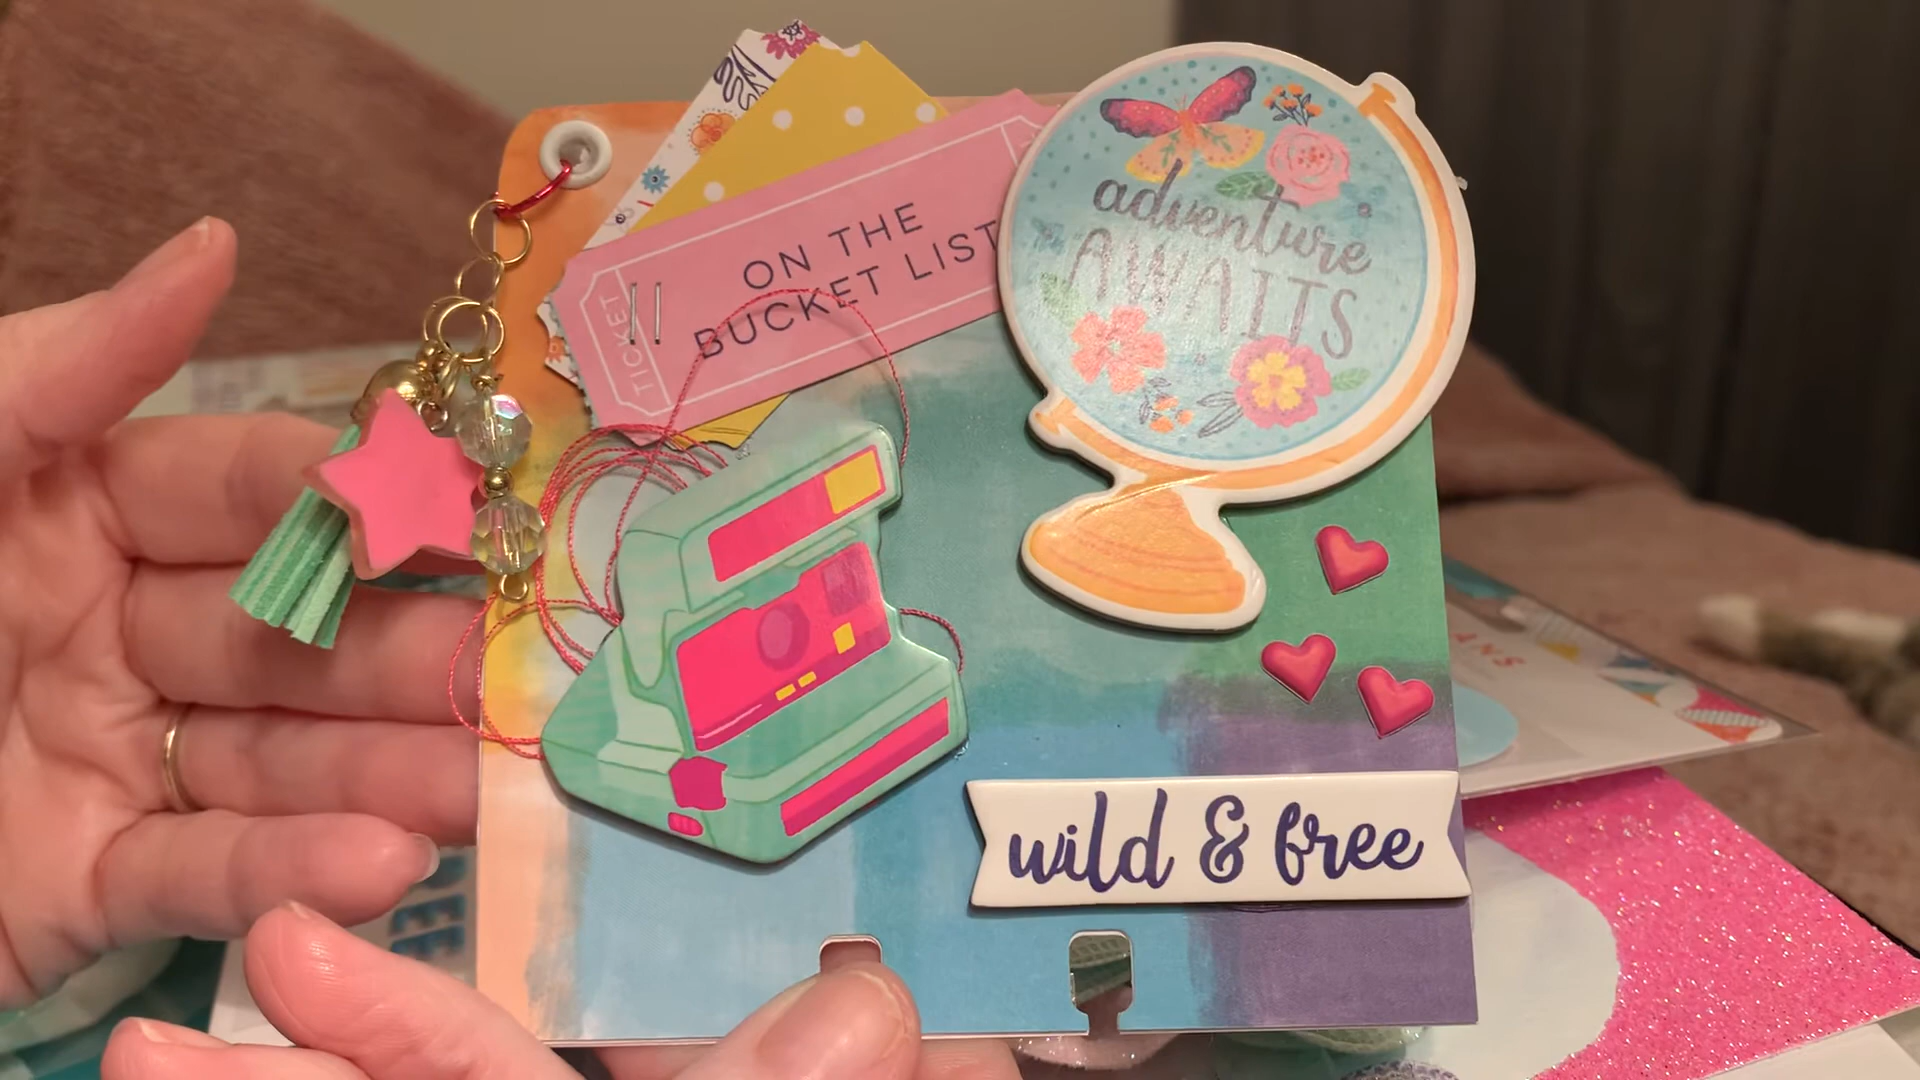 ON THE
BUCKET LIST
TICKET
adventure
AWAITS
wild & free